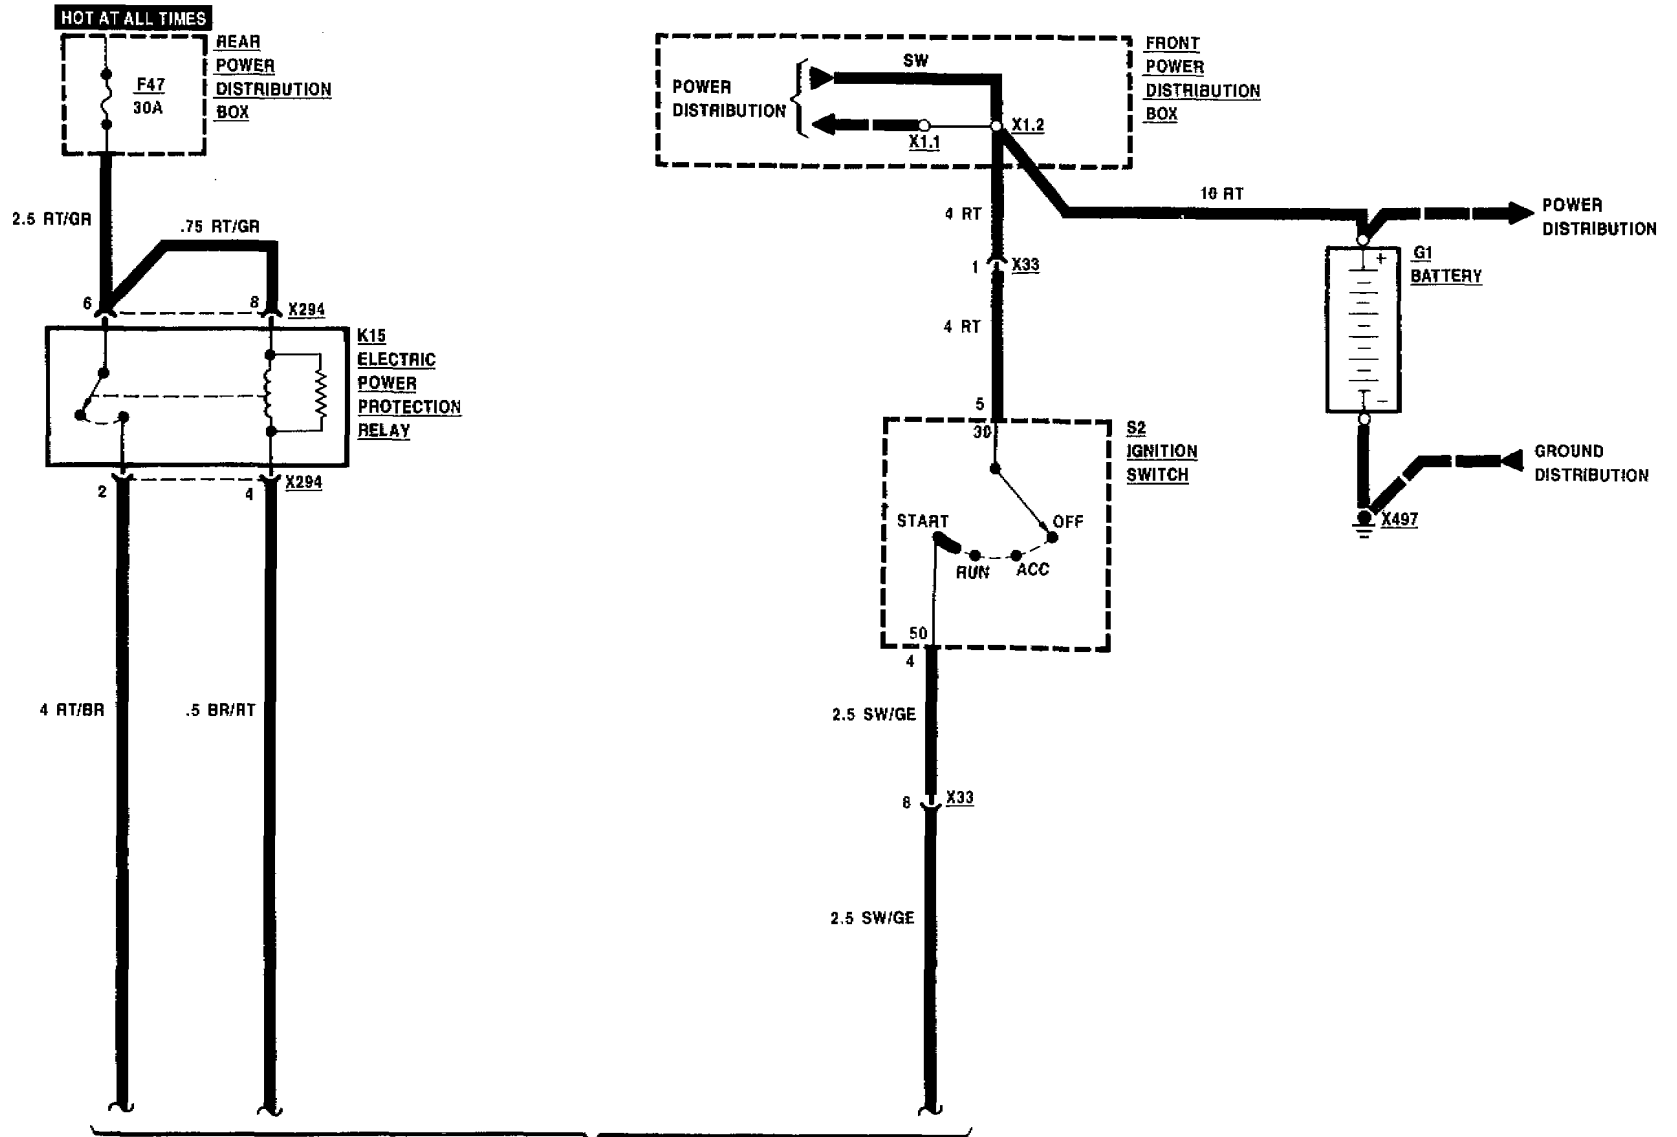 HOT AT ALL TIMES
REAR
POWER
DISTRIBUTION
BOX
F47
30A
2.5 RT/GR
.75 RT/GR
6
8
X294
K15
ELECTRIC
POWER
PROTECTION
RELAY
2
4
X294
4 RT/BR
.5 BR/RT
FRONT
POWER
DISTRIBUTION
BOX
SW
POWER
DISTRIBUTION
X1.1
X1.2
4 RT
10 RT
POWER
DISTRIBUTION
1
X33
G1
BATTERY
+
−
4 RT
5
30
S2
IGNITION
SWITCH
START
OFF
RUN
ACC
GROUND
DISTRIBUTION
X497
50
4
2.5 SW/GE
8
X33
2.5 SW/GE